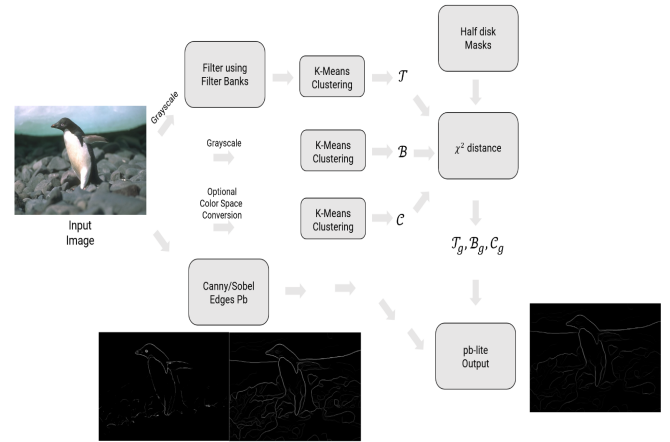 Half disk
Masks
Filter using
Filter Banks
K-Means
Clustering
𝒯
Grayscale
Grayscale
K-Means
Clustering
ℬ
χ² distance
Optional
Color Space
Conversion
K-Means
Clustering
𝒞
Input
Image
𝒯g, ℬg, 𝒞g
Canny/Sobel
Edges Pb
pb-lite
Output